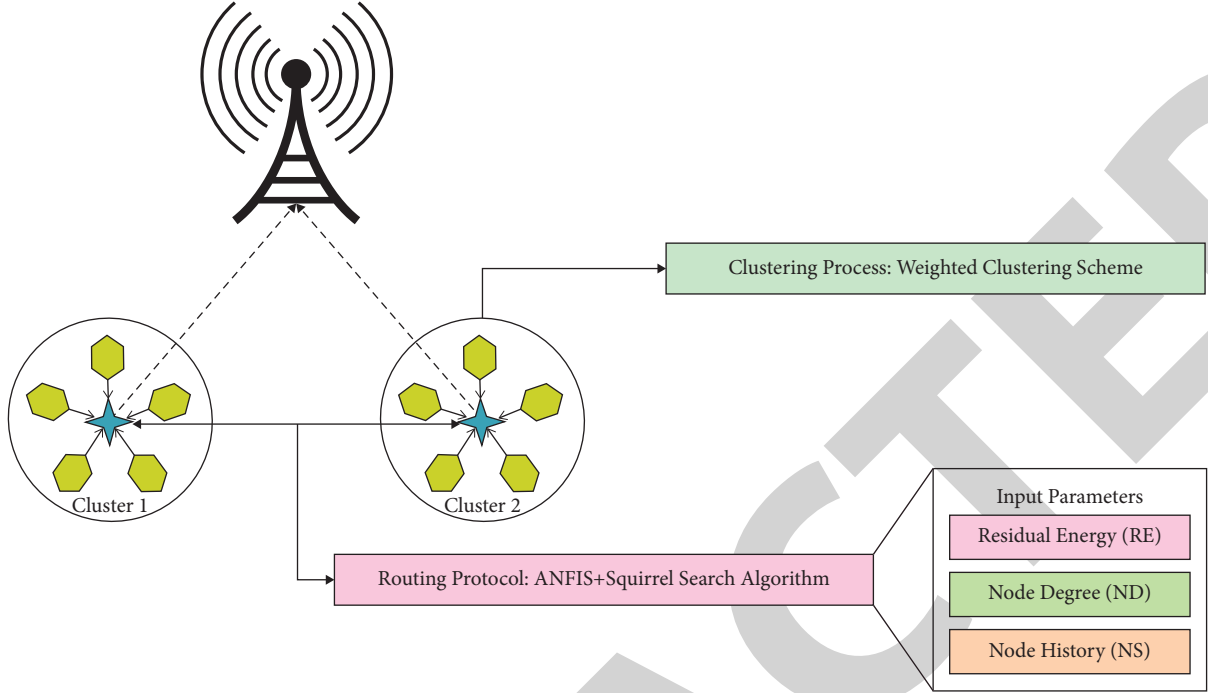 Clustering Process: Weighted Clustering Scheme
Cluster 1
Cluster 2
Routing Protocol: ANFIS+Squirrel Search Algorithm
Input Parameters
Residual Energy (RE)
Node Degree (ND)
Node History (NS)
ACTED